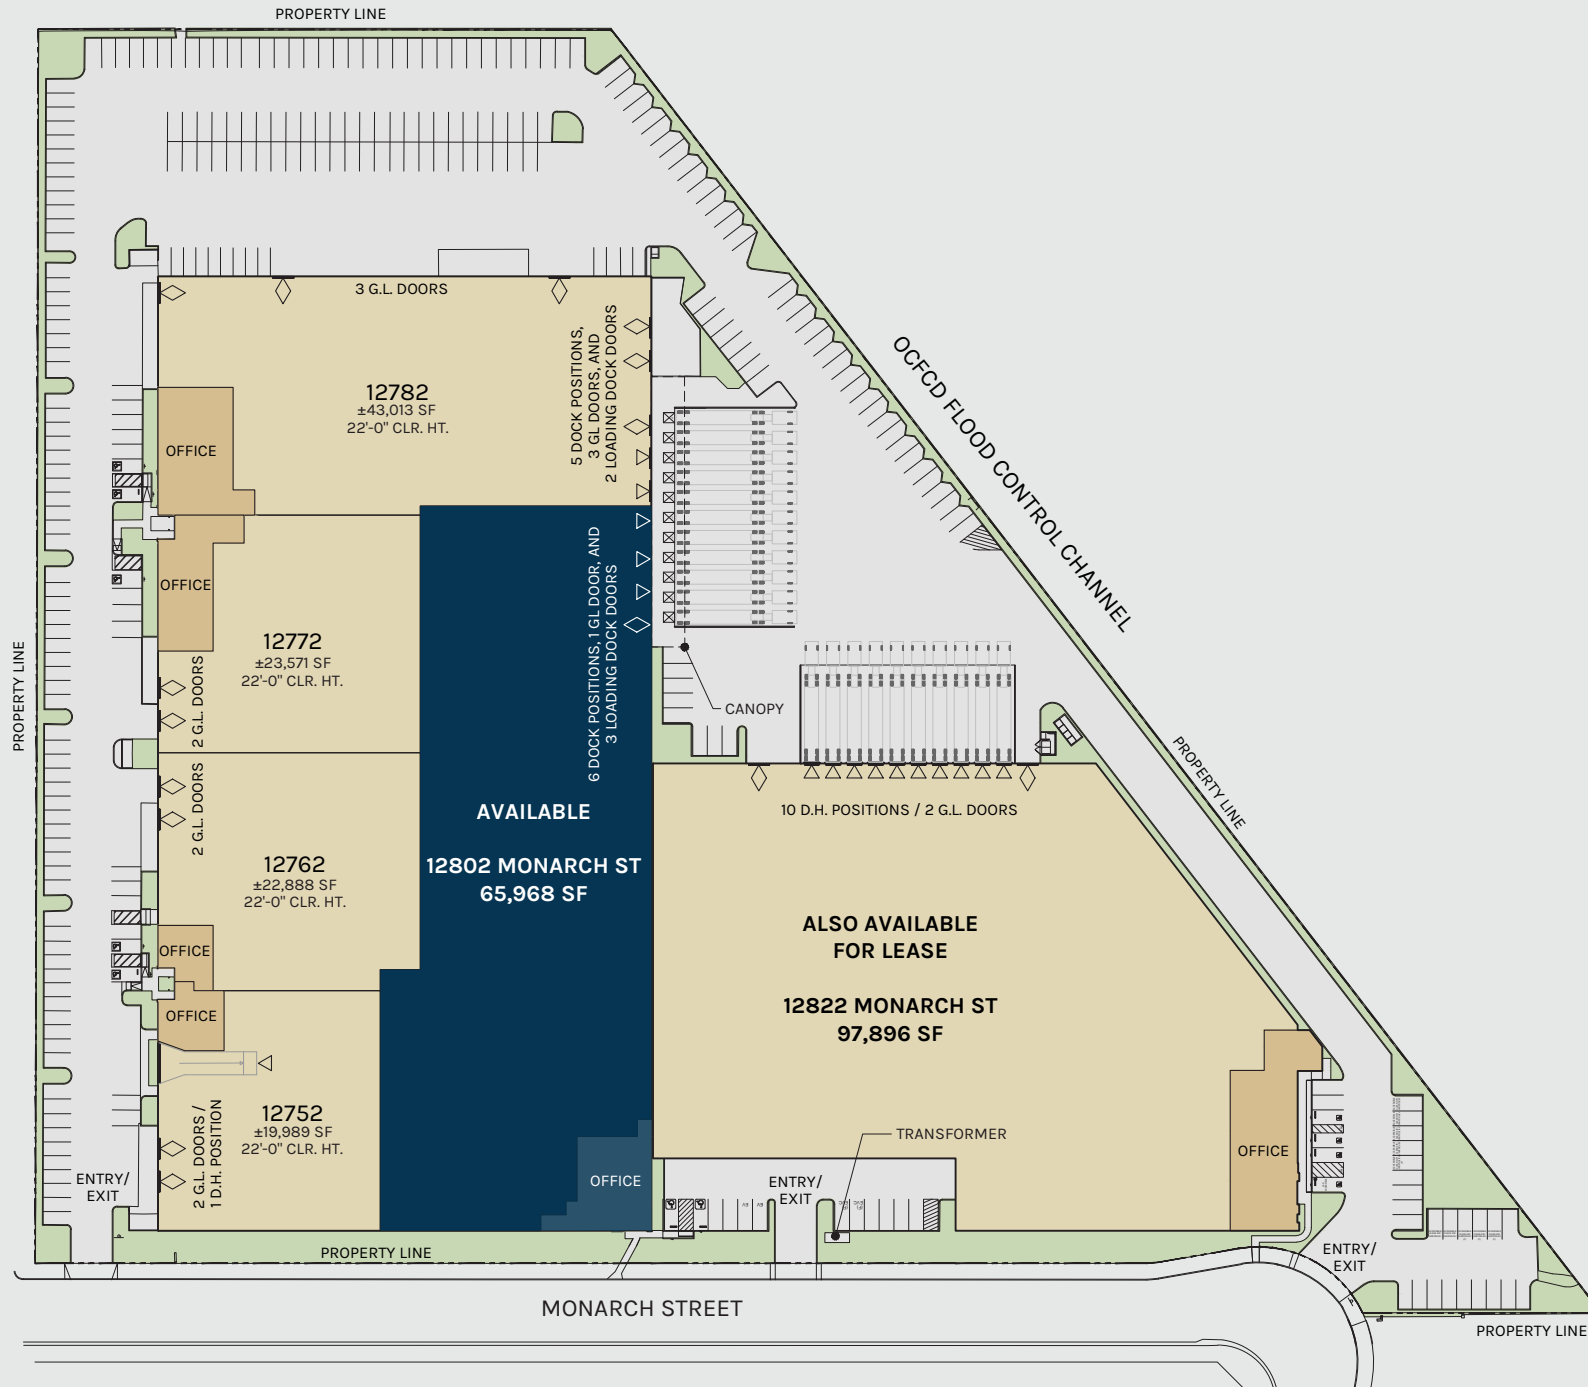 PROPERTY LINE
3 G.L. DOORS
5 DOCK POSITIONS,
3 GL DOORS, AND
2 LOADING DOCK DOORS
12782
±43,013 SF
22'-0" CLR. HT.
OFFICE
OCFCD FLOOD CONTROL CHANNEL
OFFICE
12772
±23,571 SF
22'-0" CLR. HT.
2 G.L. DOORS
6 DOCK POSITIONS, 1 GL DOOR, AND
3 LOADING DOCK DOORS
PROPERTY LINE
CANOPY
PROPERTY LINE
2 G.L. DOORS
AVAILABLE
12802 MONARCH ST
65,968 SF
10 D.H. POSITIONS / 2 G.L. DOORS
12762
±22,888 SF
22'-0" CLR. HT.
OFFICE
ALSO AVAILABLE
FOR LEASE
12822 MONARCH ST
97,896 SF
OFFICE
12752
±19,989 SF
22'-0" CLR. HT.
2 G.L. DOORS /
1 D.H. POSITION
TRANSFORMER
OFFICE
OFFICE
ENTRY/
EXIT
ENTRY/
EXIT
PROPERTY LINE
ENTRY/
EXIT
MONARCH STREET
PROPERTY LINE